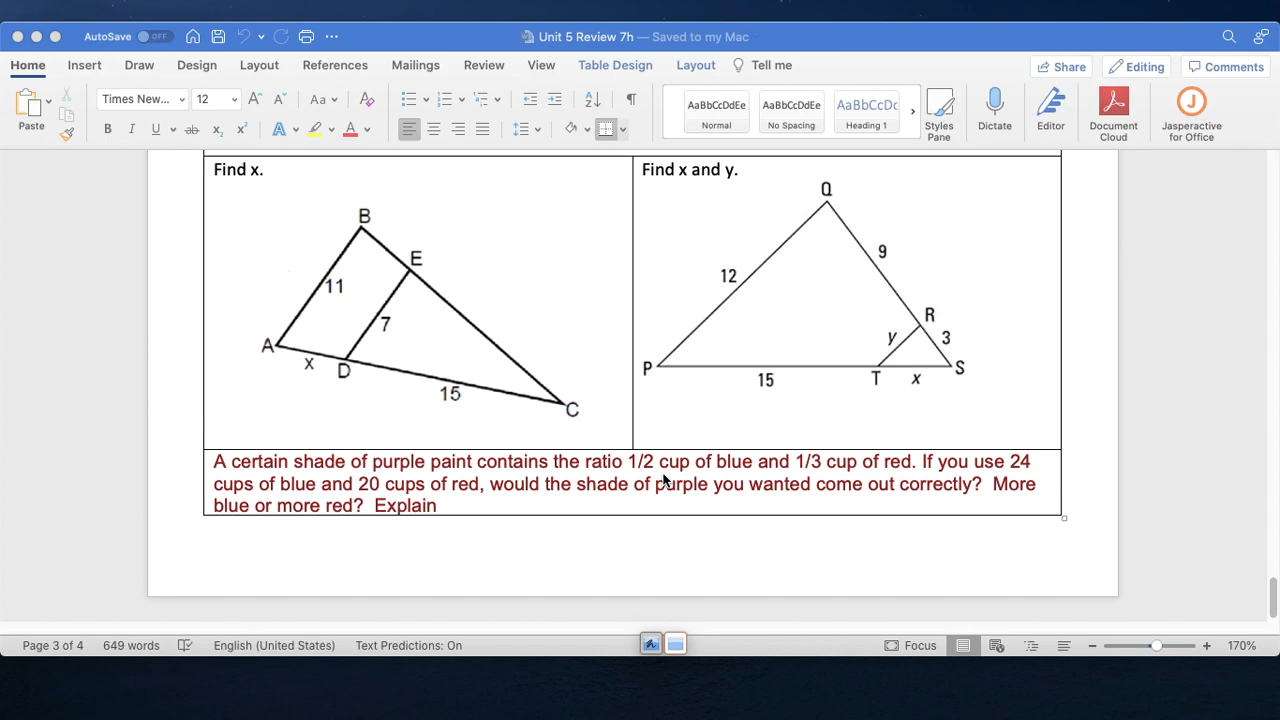 AutoSave OFF
Unit 5 Review 7h — Saved to my Mac
Home Insert Draw Design Layout References Mailings Review View Table Design Layout Tell me
Share Editing Comments
Paste
Times New... 12
Aa
B I U ab x₂ x² A A
AaBbCcDdEe AaBbCcDdEe AaBbCcDc
Normal No Spacing Heading 1
Styles Pane
Dictate
Editor
Document Cloud
Jasperactive for Office
Find x.
B
E
11
7
A
x
D
15
C
Find x and y.
Q
12
9
R
y
3
P
15
T
x
S
A certain shade of purple paint contains the ratio 1/2 cup of blue and 1/3 cup of red. If you use 24
cups of blue and 20 cups of red, would the shade of purple you wanted come out correctly? More
blue or more red? Explain
Page 3 of 4 649 words English (United States) Text Predictions: On Focus 170%